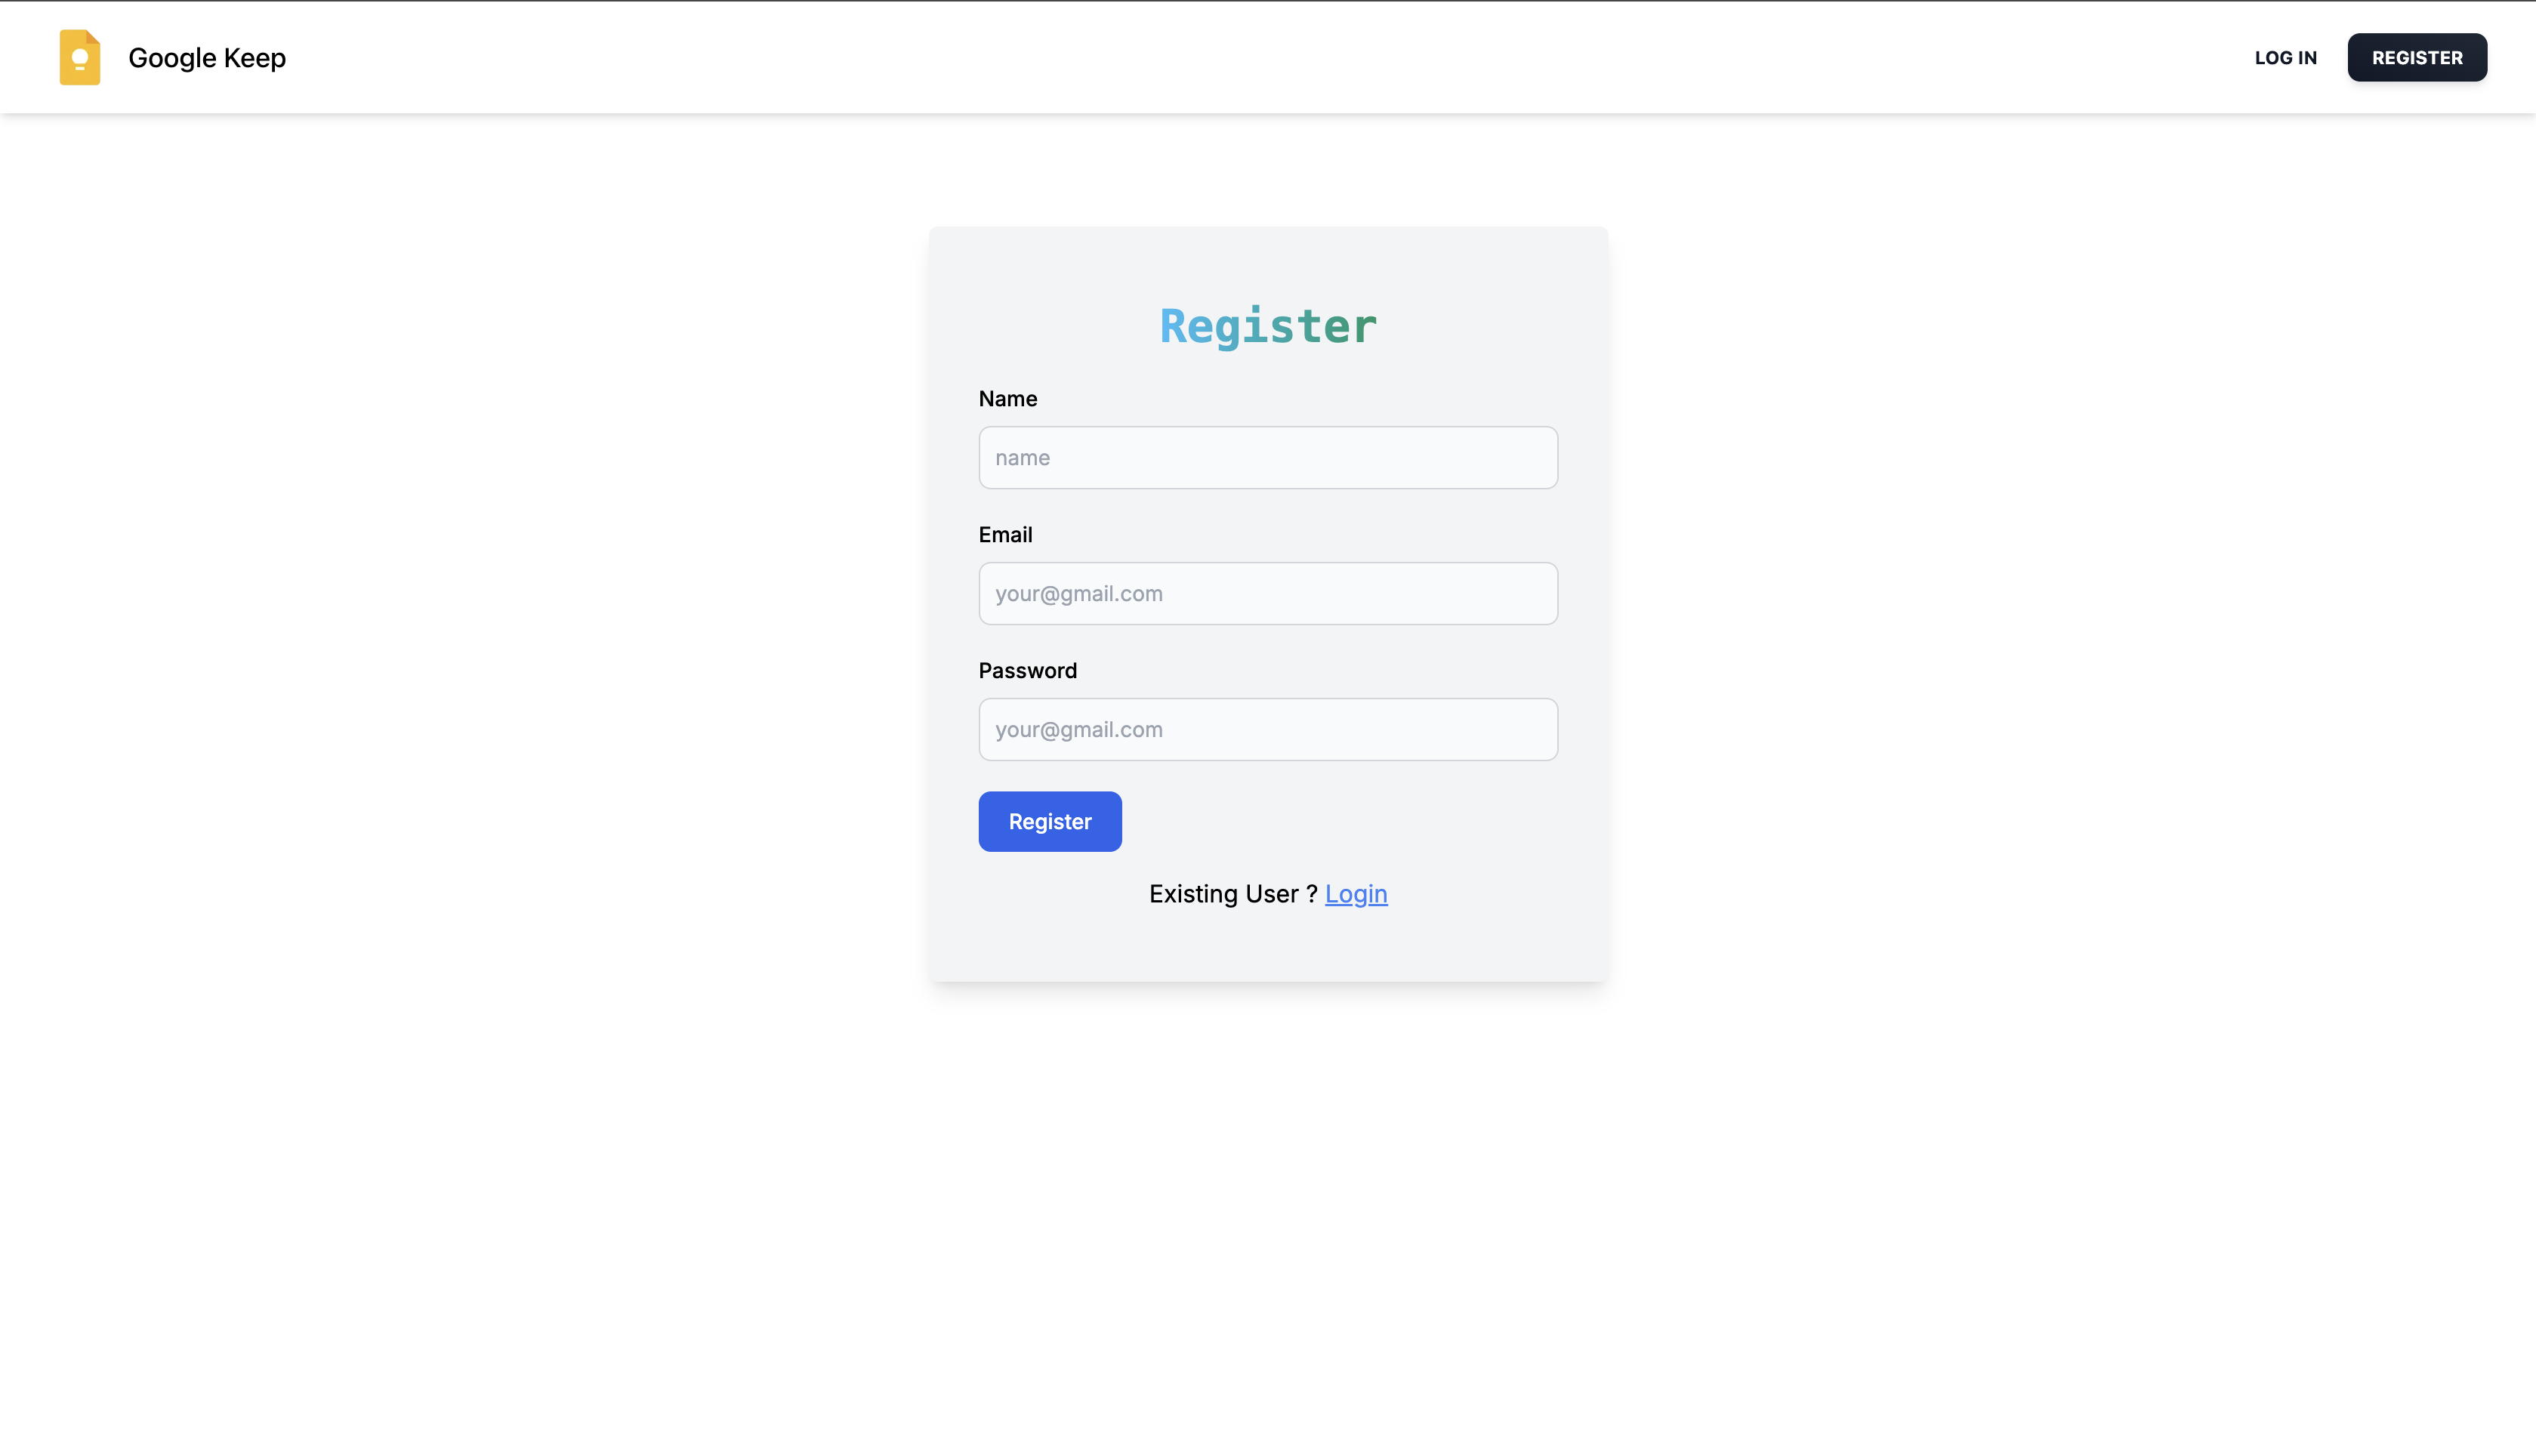 Google Keep
LOG IN
REGISTER
Register
Name
name
Email
your@gmail.com
Password
your@gmail.com
Register
Existing User ? Login